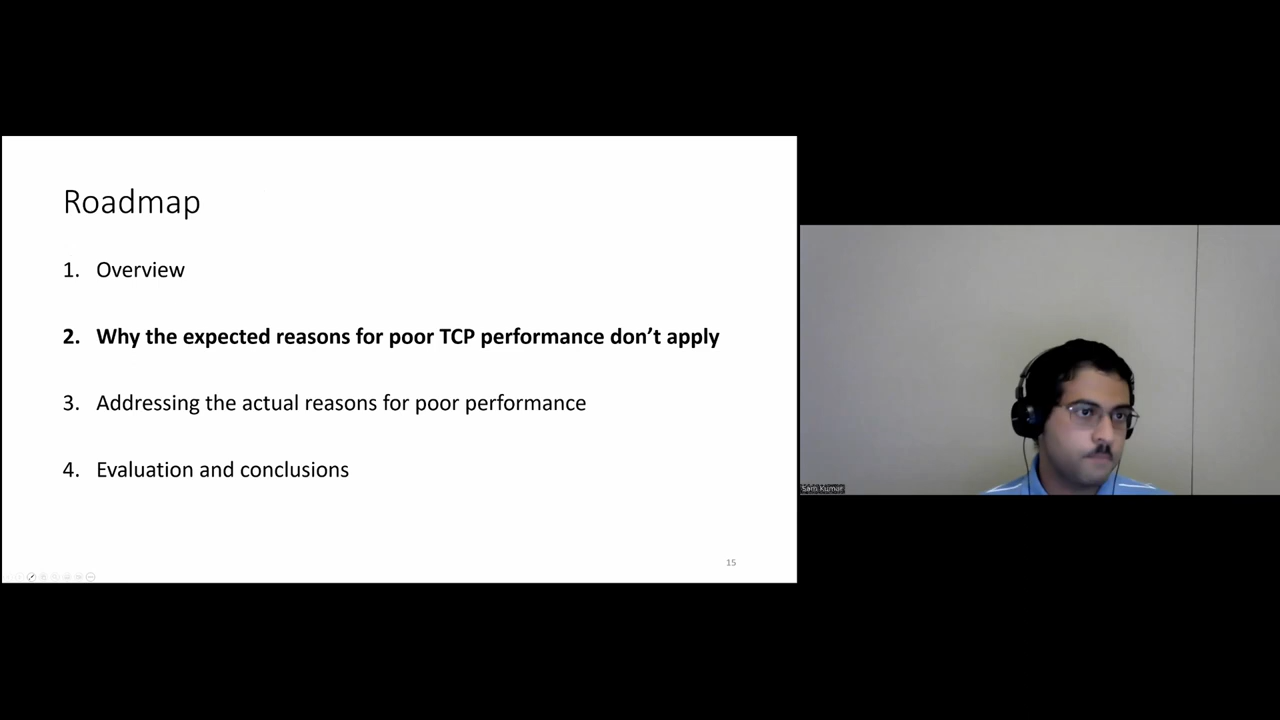 Roadmap
1. Overview
2. Why the expected reasons for poor TCP performance don’t apply
3. Addressing the actual reasons for poor performance
4. Evaluation and conclusions
15
Sam Kumar